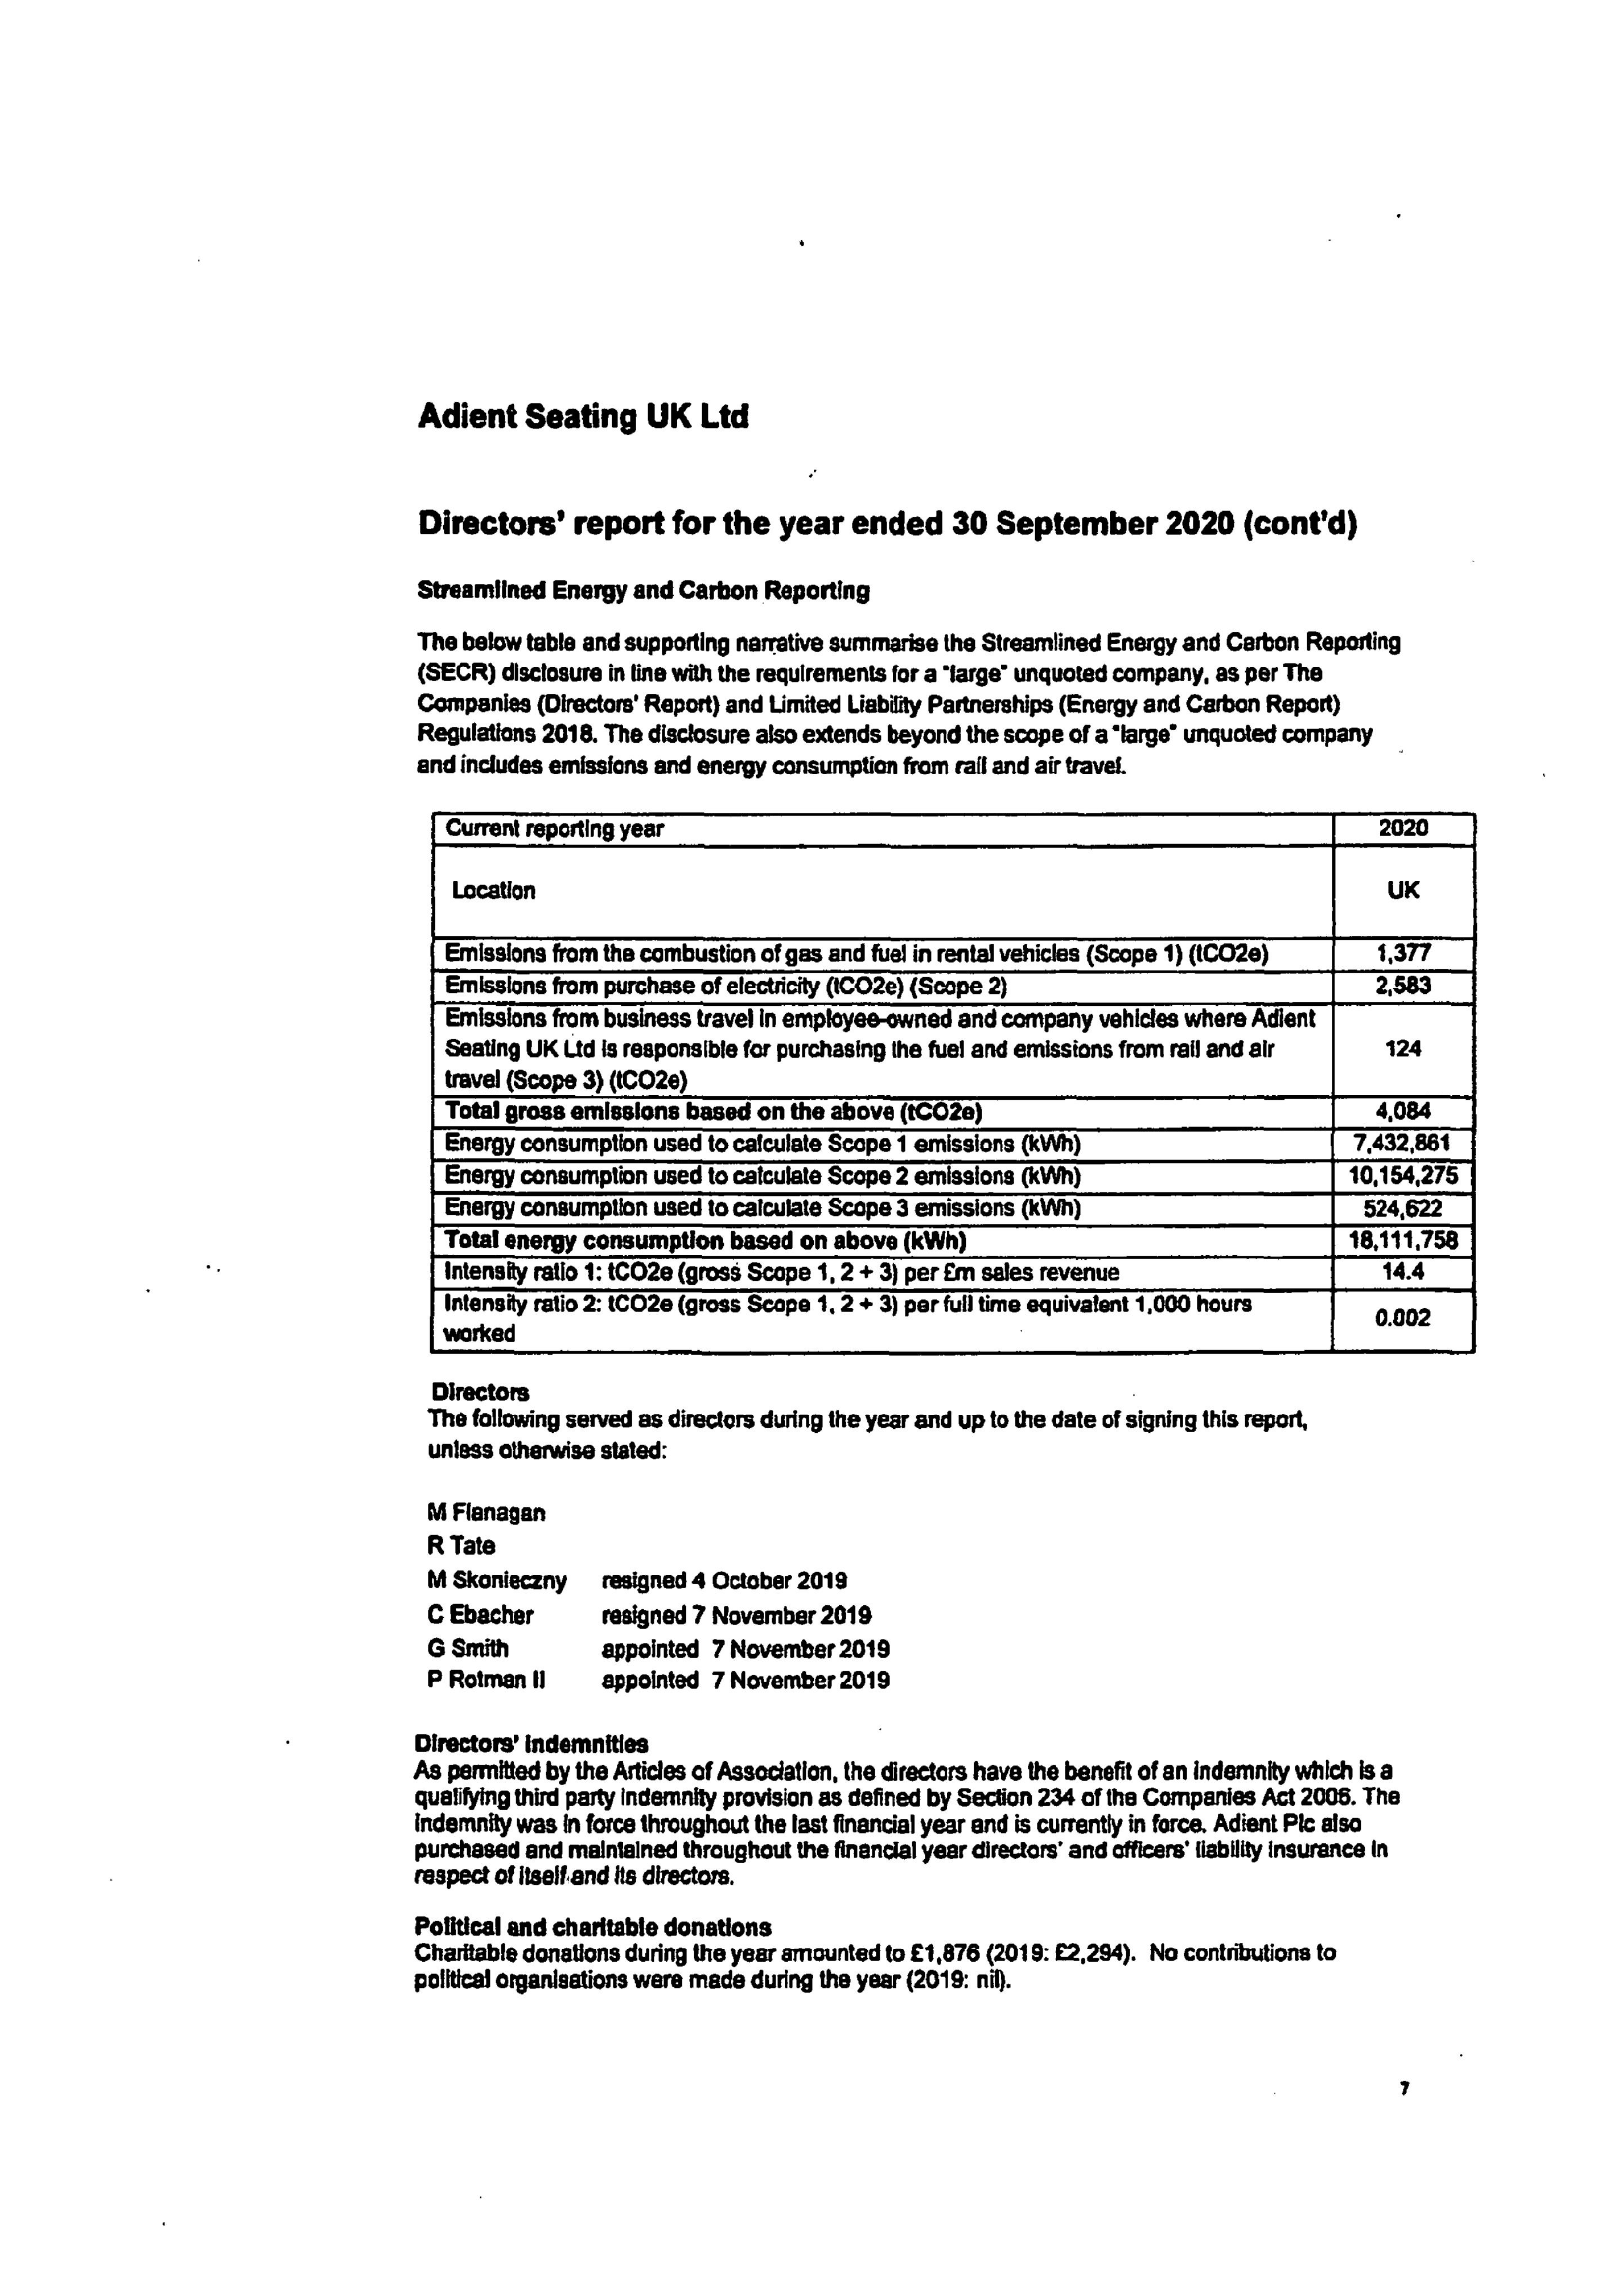 Adient Seating UK Ltd
Directors' report for the year ended 30 September 2020 (cont'd)
Streamlined Energy and Carbon Reporting
The below table and supporting narrative summarise the Streamlined Energy and Carbon Reporting
(SECR) disclosure in line with the requirements for a "large" unquoted company, as per The
Companies (Directors' Report) and Limited Liability Partnerships (Energy and Carbon Report)
Regulations 2018. The disclosure also extends beyond the scope of a "large" unquoted company
and includes emissions and energy consumption from rail and air travel.
Current reporting year 2020
Location UK
Emissions from the combustion of gas and fuel in rental vehicles (Scope 1) (tCO2e) 1,377
Emissions from purchase of electricity (tCO2e) (Scope 2) 2,583
Emissions from business travel in employee-owned and company vehicles where Adient
Seating UK Ltd is responsible for purchasing the fuel and emissions from rail and air 124
travel (Scope 3) (tCO2e)
Total gross emissions based on the above (tCO2e) 4,084
Energy consumption used to calculate Scope 1 emissions (kWh) 7,432,861
Energy consumption used to calculate Scope 2 emissions (kWh) 10,154,275
Energy consumption used to calculate Scope 3 emissions (kWh) 524,622
Total energy consumption based on above (kWh) 18,111,758
Intensity ratio 1: tCO2e (gross Scope 1, 2 + 3) per £m sales revenue 14.4
Intensity ratio 2: tCO2e (gross Scope 1, 2 + 3) per full time equivalent 1,000 hours
worked 0.002
Directors
The following served as directors during the year and up to the date of signing this report,
unless otherwise stated:
M Flanagan
R Tate
M Skonieczny resigned 4 October 2019
C Ebacher resigned 7 November 2019
G Smith appointed 7 November 2019
P Rotman II appointed 7 November 2019
Directors' indemnities
As permitted by the Articles of Association, the directors have the benefit of an indemnity which is a
qualifying third party indemnity provision as defined by Section 234 of the Companies Act 2006. The
indemnity was in force throughout the last financial year and is currently in force. Adient Plc also
purchased and maintained throughout the financial year directors' and officers' liability insurance in
respect of itself and its directors.
Political and charitable donations
Charitable donations during the year amounted to £1,876 (2019: £2,294). No contributions to
political organisations were made during the year (2019: nil).
7